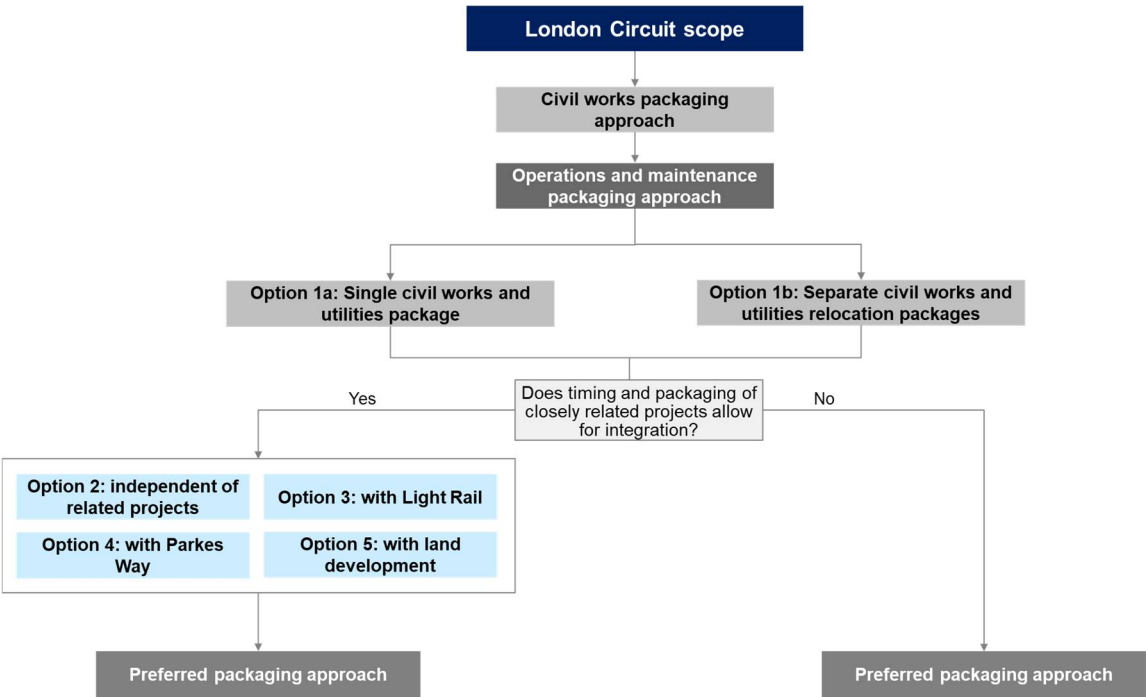 London Circuit scope
Civil works packaging
approach
Operations and maintenance
packaging approach
Option 1a: Single civil works and
utilities package
Option 1b: Separate civil works and
utilities relocation packages
Does timing and packaging of
closely related projects allow
for integration?
Yes
No
Option 2: independent of
related projects
Option 3: with Light Rail
Option 4: with Parkes
Way
Option 5: with land
development
Preferred packaging approach
Preferred packaging approach